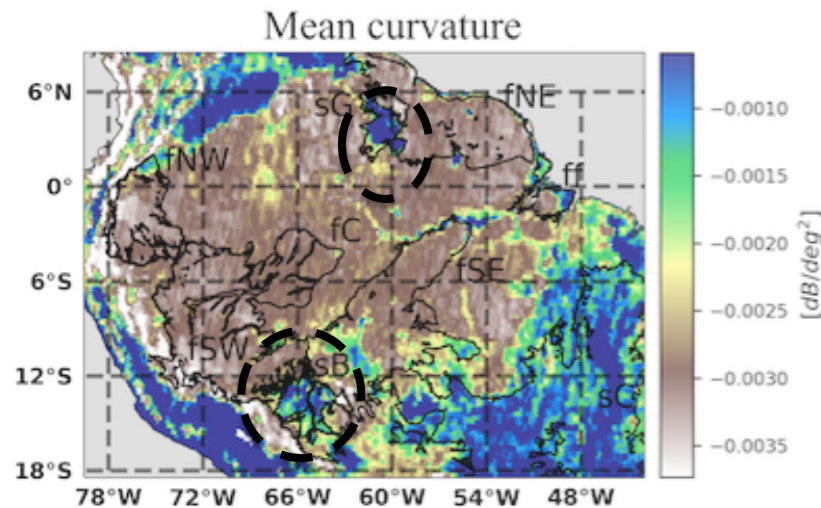 Mean curvature
6°N
0°
6°S
12°S
18°S
78°W 72°W 66°W 60°W 54°W 48°W
sG
fNE
fNW
ff
fC
fSE
fSW
sB
sC
−0.0010
−0.0015
−0.0020
−0.0025
−0.0030
−0.0035
[dB/deg²]